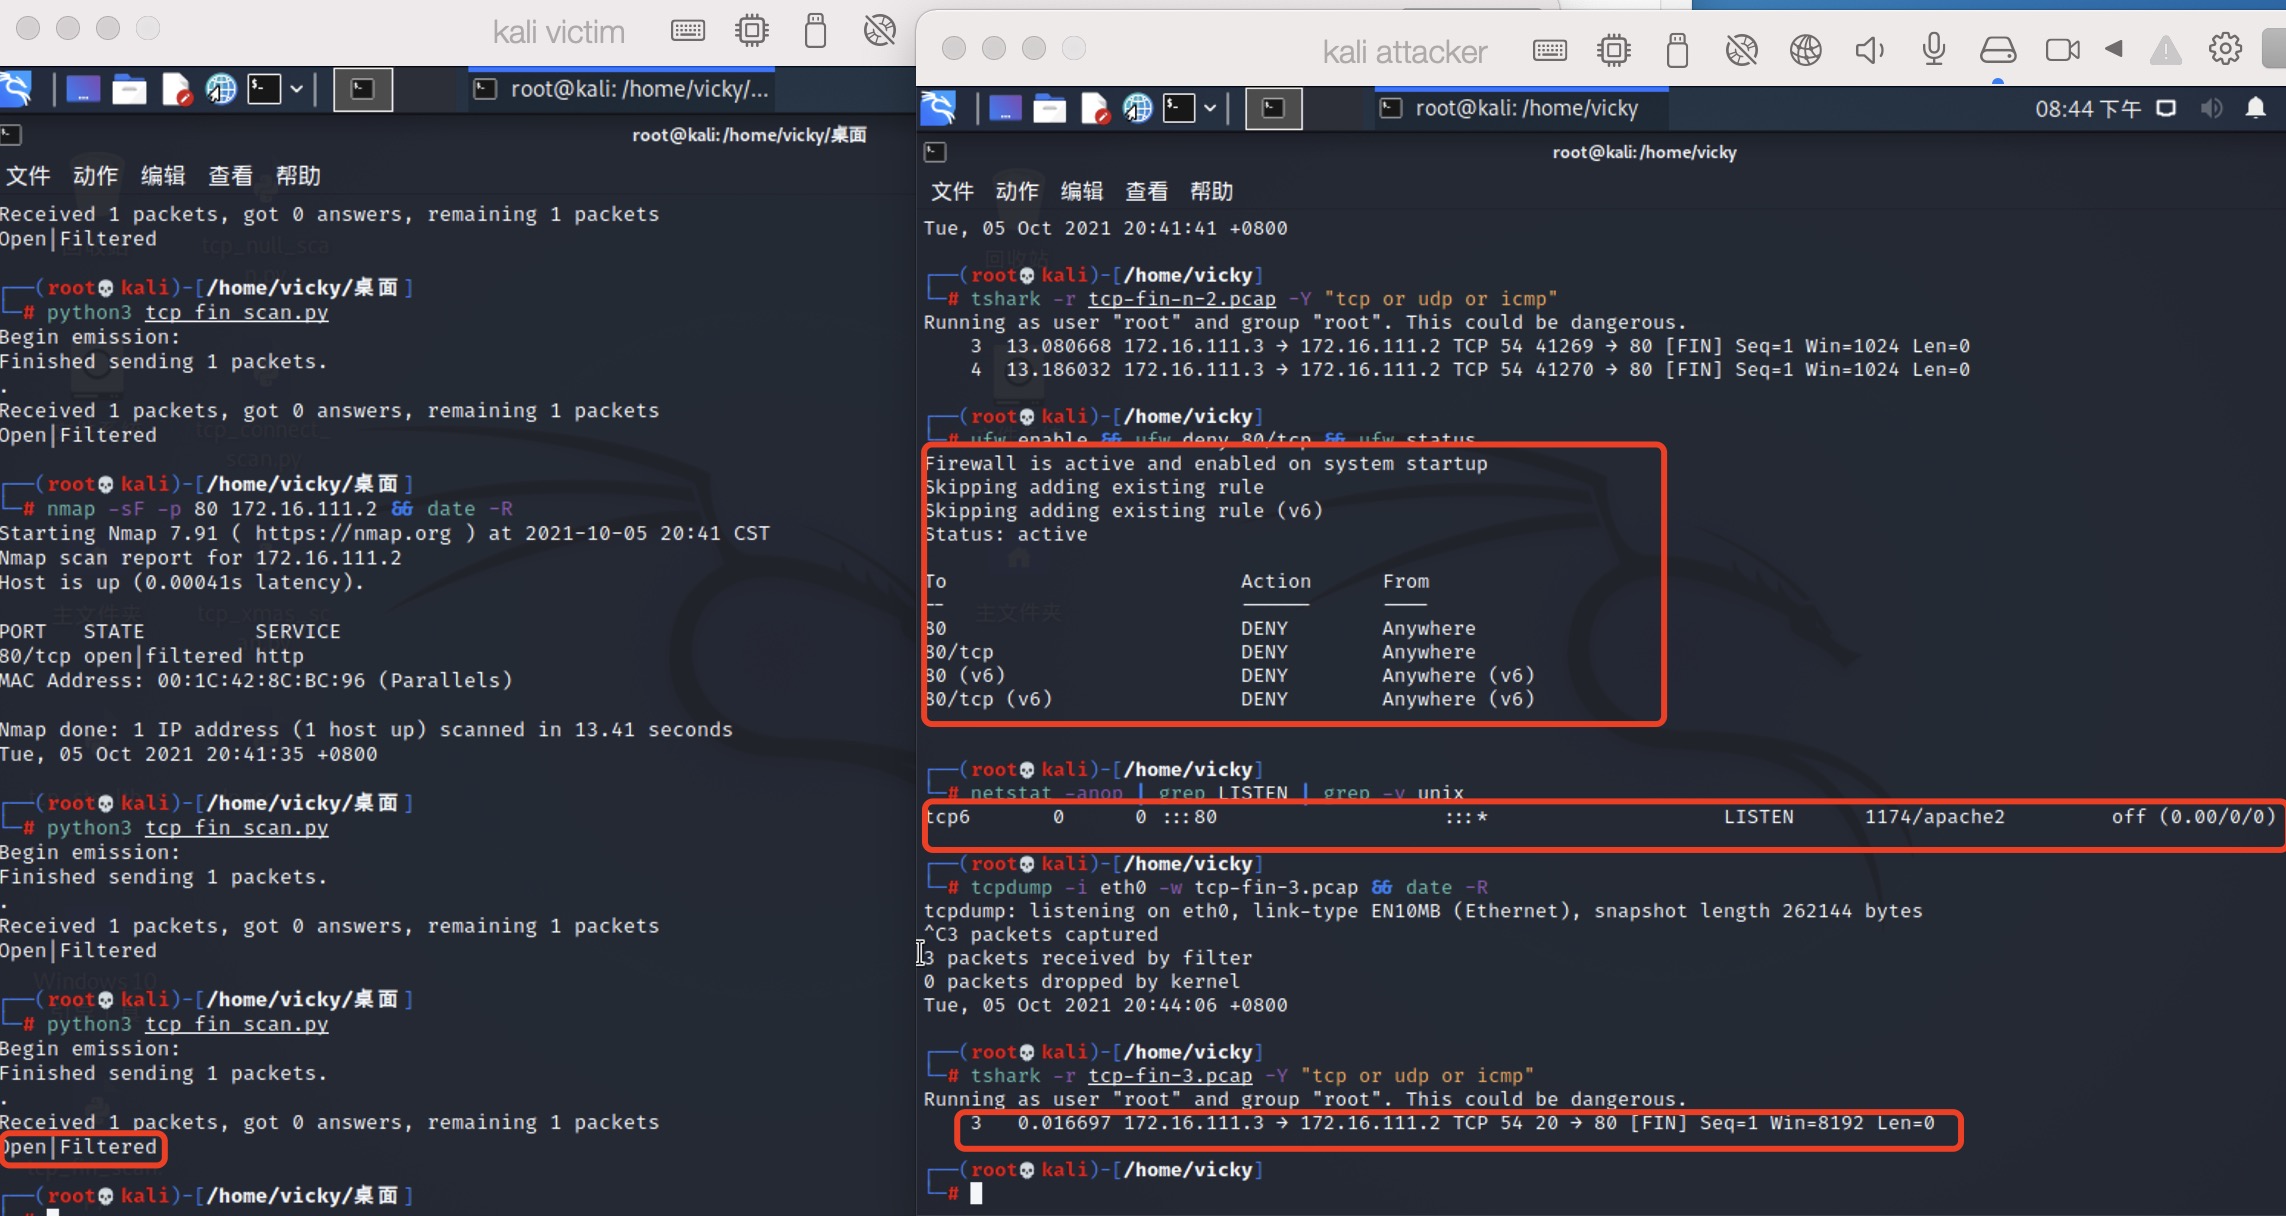 kali victim
root@kali: /home/vicky/...
root@kali:/home/vicky/桌面
文件 动作 编辑 查看 帮助
Received 1 packets, got 0 answers, remaining 1 packets
Open|Filtered
┌──(root💀kali)-[/home/vicky/桌面]
└─# python3 tcp_fin_scan.py
Begin emission:
Finished sending 1 packets.
.
Received 1 packets, got 0 answers, remaining 1 packets
Open|Filtered
┌──(root💀kali)-[/home/vicky/桌面]
└─# nmap -sF -p 80 172.16.111.2 && date -R
Starting Nmap 7.91 ( https://nmap.org ) at 2021-10-05 20:41 CST
Nmap scan report for 172.16.111.2
Host is up (0.00041s latency).
PORT   STATE         SERVICE
80/tcp open|filtered http
MAC Address: 00:1C:42:8C:BC:96 (Parallels)
Nmap done: 1 IP address (1 host up) scanned in 13.41 seconds
Tue, 05 Oct 2021 20:41:35 +0800
┌──(root💀kali)-[/home/vicky/桌面]
└─# python3 tcp_fin_scan.py
Begin emission:
Finished sending 1 packets.
.
Received 1 packets, got 0 answers, remaining 1 packets
Open|Filtered
┌──(root💀kali)-[/home/vicky/桌面]
└─# python3 tcp_fin_scan.py
Begin emission:
Finished sending 1 packets.
.
Received 1 packets, got 0 answers, remaining 1 packets
Open|Filtered
┌──(root💀kali)-[/home/vicky/桌面]
└─#
kali attacker
root@kali: /home/vicky
08:44 下午
root@kali:/home/vicky
文件 动作 编辑 查看 帮助
Tue, 05 Oct 2021 20:41:41 +0800
┌──(root💀kali)-[/home/vicky]
└─# tshark -r tcp-fin-n-2.pcap -Y "tcp or udp or icmp"
Running as user "root" and group "root". This could be dangerous.
    3  13.080668 172.16.111.3 → 172.16.111.2 TCP 54 41269 → 80 [FIN] Seq=1 Win=1024 Len=0
    4  13.186032 172.16.111.3 → 172.16.111.2 TCP 54 41270 → 80 [FIN] Seq=1 Win=1024 Len=0
┌──(root💀kali)-[/home/vicky]
└─# ufw enable && ufw deny 80/tcp && ufw status
Firewall is active and enabled on system startup
Skipping adding existing rule
Skipping adding existing rule (v6)
Status: active
To                         Action      From
--                         ------      ----
80                         DENY        Anywhere
80/tcp                     DENY        Anywhere
80 (v6)                    DENY        Anywhere (v6)
80/tcp (v6)                DENY        Anywhere (v6)
┌──(root💀kali)-[/home/vicky]
└─# netstat -anop | grep LISTEN | grep -v unix
tcp6       0      0 :::80                   :::*                    LISTEN      1174/apache2         off (0.00/0/0)
┌──(root💀kali)-[/home/vicky]
└─# tcpdump -i eth0 -w tcp-fin-3.pcap && date -R
tcpdump: listening on eth0, link-type EN10MB (Ethernet), snapshot length 262144 bytes
^C3 packets captured
3 packets received by filter
0 packets dropped by kernel
Tue, 05 Oct 2021 20:44:06 +0800
┌──(root💀kali)-[/home/vicky]
└─# tshark -r tcp-fin-3.pcap -Y "tcp or udp or icmp"
Running as user "root" and group "root". This could be dangerous.
    3   0.016697 172.16.111.3 → 172.16.111.2 TCP 54 20 → 80 [FIN] Seq=1 Win=8192 Len=0
┌──(root💀kali)-[/home/vicky]
└─#